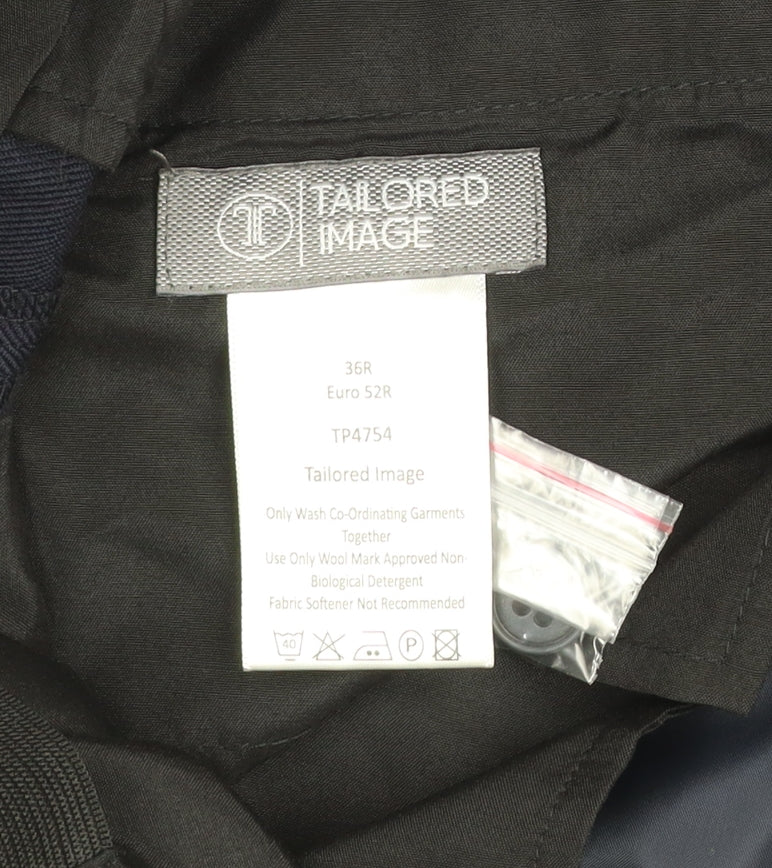 TAILORED
IMAGE
36R
Euro 52R
TP4754
Tailored Image
Only Wash Co-Ordinating Garments
Together
Use Only Wool Mark Approved Non-
Biological Detergent
Fabric Softener Not Recommended
40 P